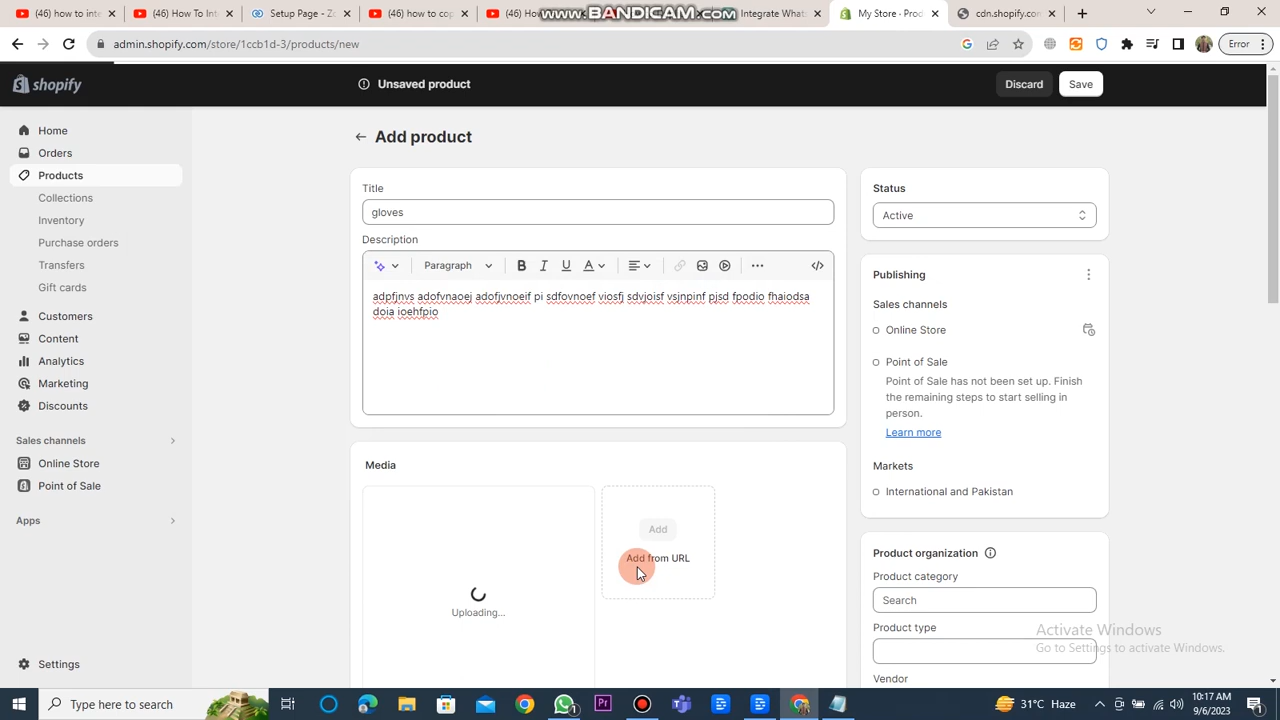 (46) how to int
(46) How To Int
Setup Page - Zo
(46) how to cop
(46) Ho
www.BANDICAM.com
Integrate Whats
My Store · Prod
cdn.shopify.co
admin.shopify.com/store/1ccb1d-3/products/new
Error
shopify
Unsaved product
Discard
Save
Home
Orders
Products
Collections
Inventory
Purchase orders
Transfers
Gift cards
Customers
Content
Analytics
Marketing
Discounts
Sales channels
Online Store
Point of Sale
Apps
Settings
Add product
Title
gloves
Description
Paragraph
B I U A
adpfjnvs adofvnaoej adofjvnoeif pi sdfovnoef viosfj sdvjoisf vsjnpinf pjsd fpodio fhaiodsa
doia ioehfpio
Media
Uploading...
Add
Add from URL
Status
Active
Publishing
Sales channels
Online Store
Point of Sale
Point of Sale has not been set up. Finish
the remaining steps to start selling in
person.
Learn more
Markets
International and Pakistan
Product organization
Product category
Search
Product type
Vendor
Activate Windows
Go to Settings to activate Windows.
Type here to search
31°C Haze
10:17 AM
9/6/2023